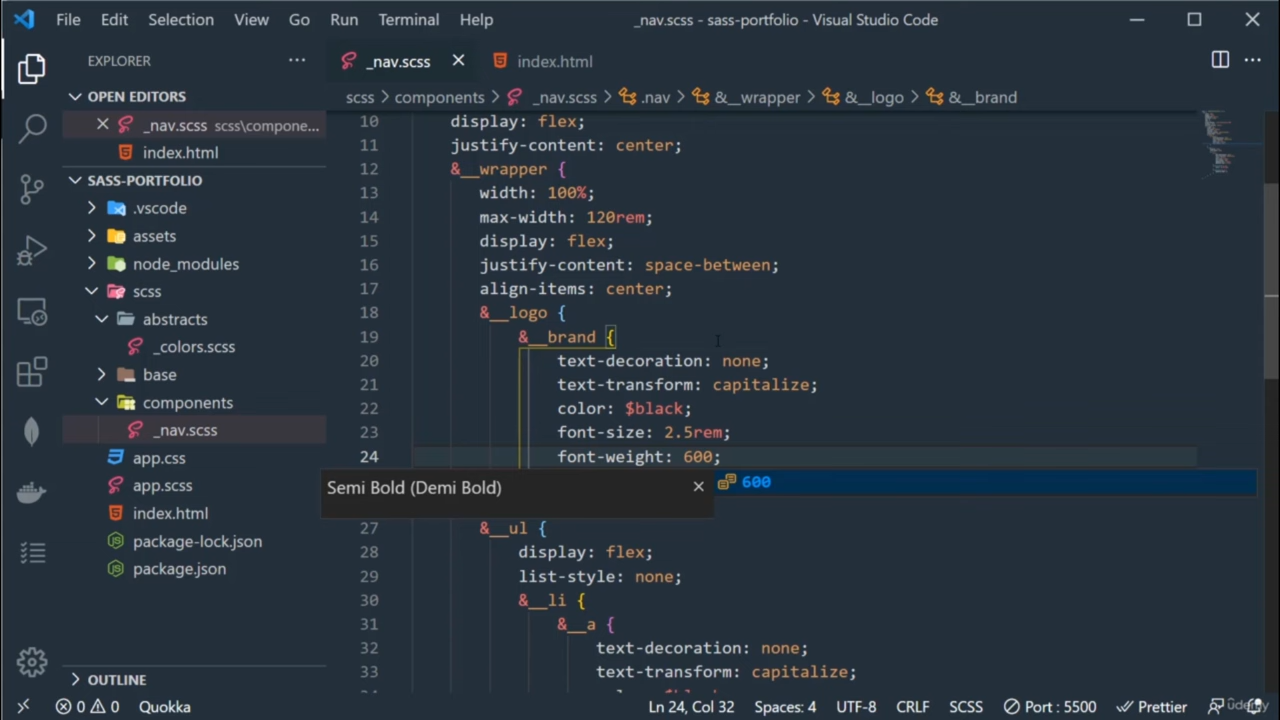 File Edit Selection View Go Run Terminal Help _nav.scss - sass-portfolio - Visual Studio Code
EXPLORER
_nav.scss index.html
OPEN EDITORS
scss components _nav.scss .nav &__wrapper &__logo &__brand
_nav.scss scss\compone...
index.html
SASS-PORTFOLIO
.vscode
assets
node_modules
scss
abstracts
_colors.scss
base
components
_nav.scss
app.css
app.scss
index.html
package-lock.json
package.json
OUTLINE
10 display: flex;
11 justify-content: center;
12 &__wrapper {
13 width: 100%;
14 max-width: 120rem;
15 display: flex;
16 justify-content: space-between;
17 align-items: center;
18 &__logo {
19 &__brand {
20 text-decoration: none;
21 text-transform: capitalize;
22 color: $black;
23 font-size: 2.5rem;
24 font-weight: 600;
Semi Bold (Demi Bold) 600
27 &__ul {
28 display: flex;
29 list-style: none;
30 &__li {
31 &__a {
32 text-decoration: none;
33 text-transform: capitalize;
0 0 Quokka Ln 24, Col 32 Spaces: 4 UTF-8 CRLF SCSS Port : 5500 Prettier